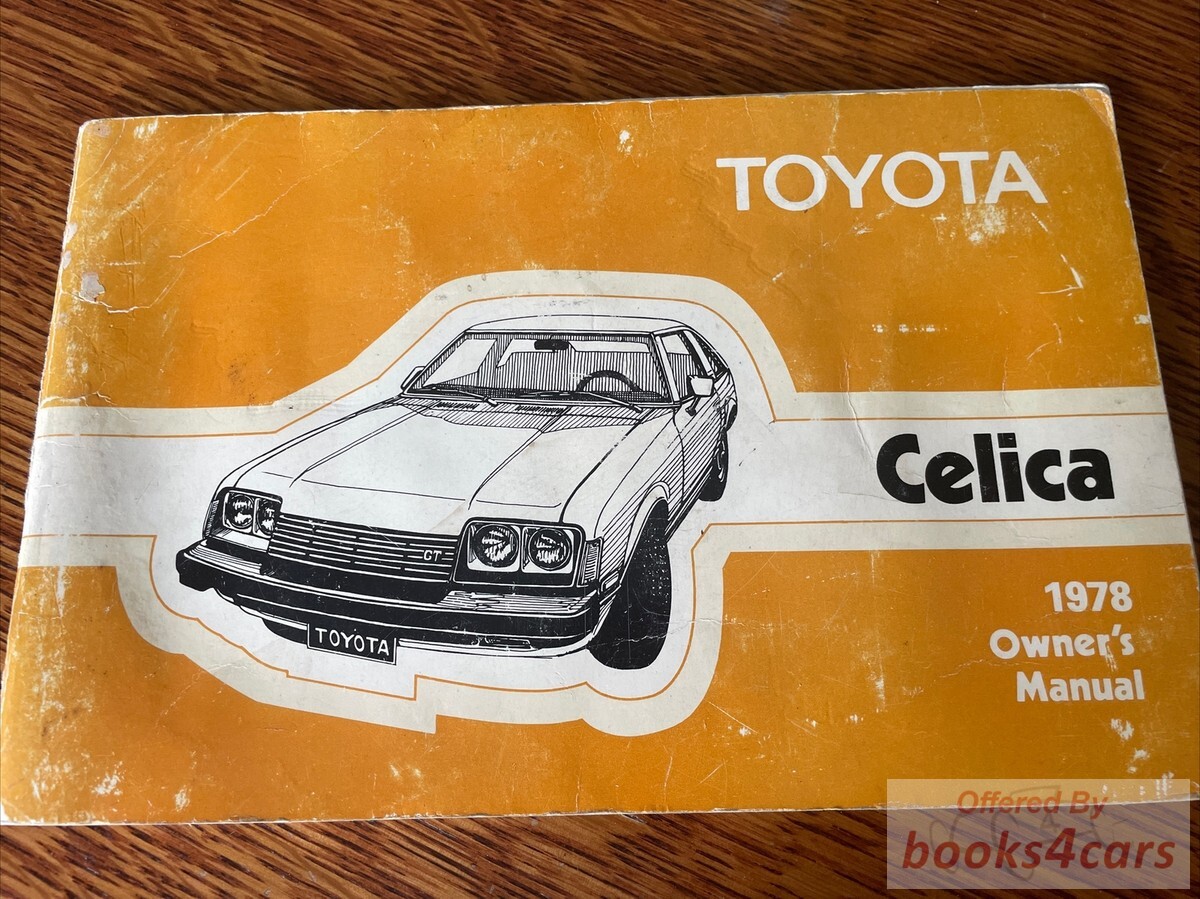 TOYOTA
Celica
GT
TOYOTA
1978
Owner's
Manual
Offered By
books4cars